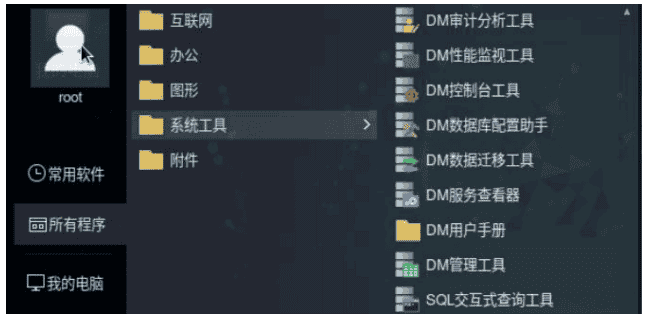 root
常用软件
所有程序
我的电脑
互联网
办公
图形
系统工具
附件
DM审计分析工具
DM性能监视工具
DM控制台工具
DM数据库配置助手
DM数据迁移工具
DM服务查看器
DM用户手册
DM管理工具
SQL交互式查询工具